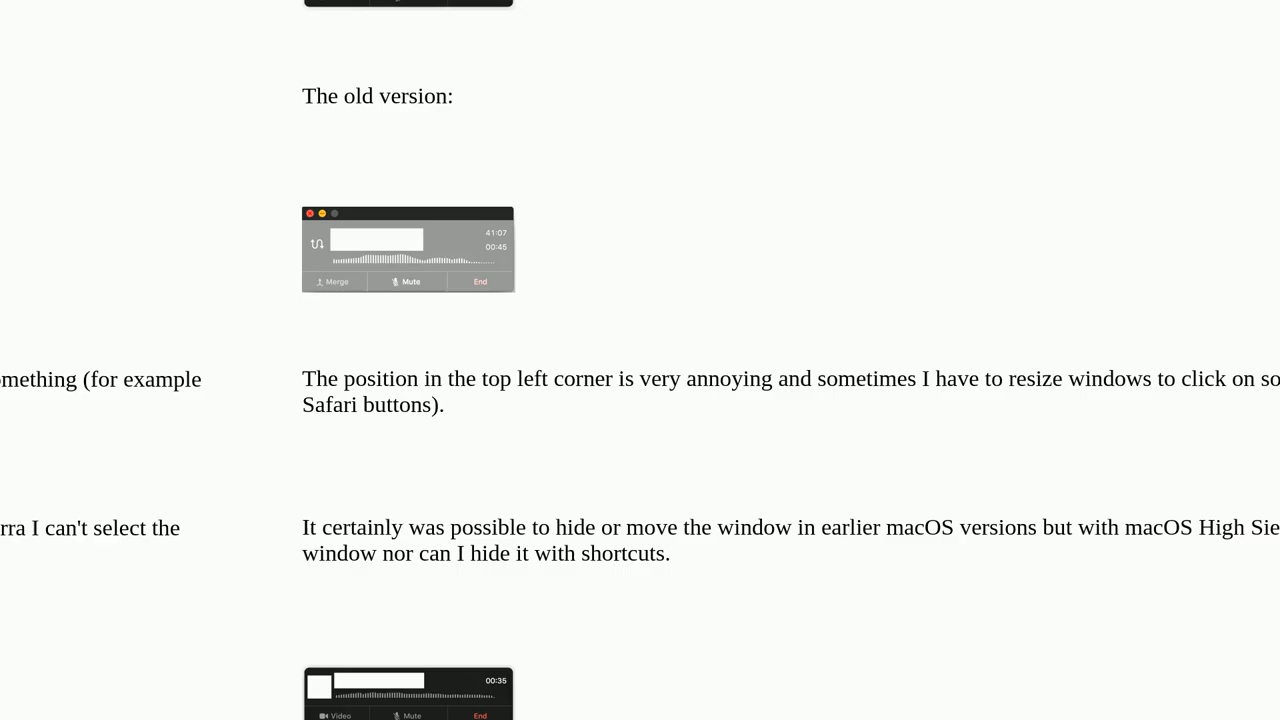 The old version:
41:07
00:45
Merge Mute End
omething (for example
The position in the top left corner is very annoying and sometimes I have to resize windows to click on so
Safari buttons).
rra I can't select the
It certainly was possible to hide or move the window in earlier macOS versions but with macOS High Sie
window nor can I hide it with shortcuts.
00:35
Video Mute End